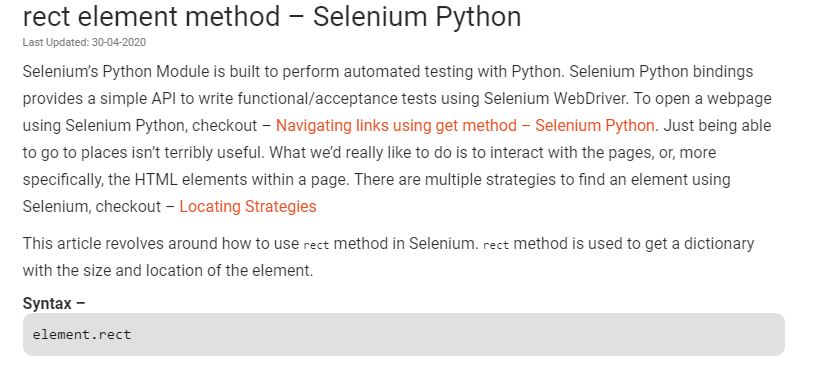 rect element method – Selenium Python
Last Updated: 30-04-2020
Selenium's Python Module is built to perform automated testing with Python. Selenium Python bindings
provides a simple API to write functional/acceptance tests using Selenium WebDriver. To open a webpage
using Selenium Python, checkout – Navigating links using get method – Selenium Python. Just being able
to go to places isn't terribly useful. What we'd really like to do is to interact with the pages, or, more
specifically, the HTML elements within a page. There are multiple strategies to find an element using
Selenium, checkout – Locating Strategies
This article revolves around how to use rect method in Selenium. rect method is used to get a dictionary
with the size and location of the element.
Syntax –
element.rect